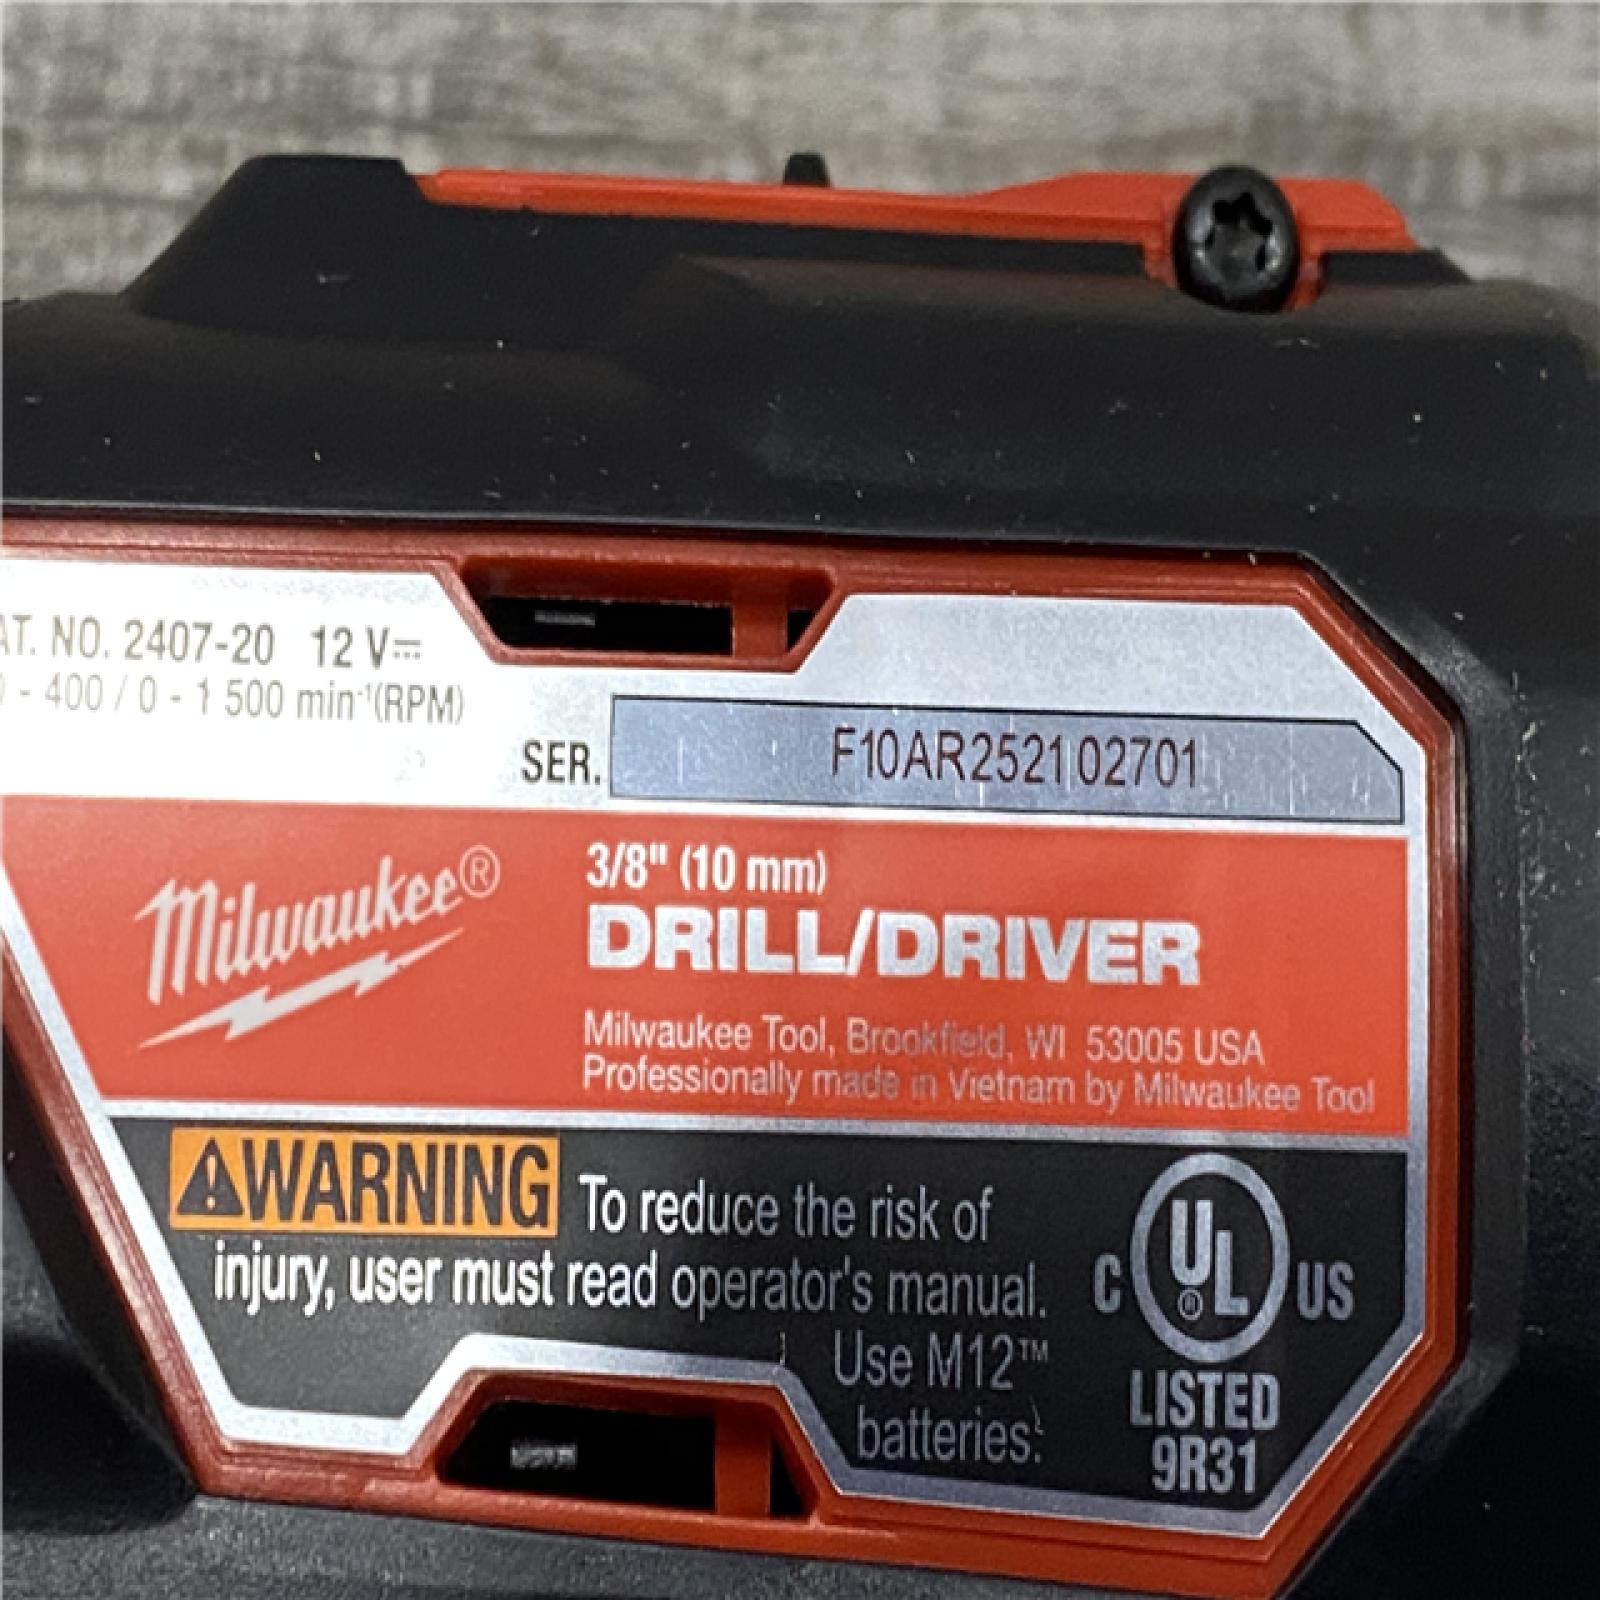 AT. NO. 2407-20 12 V
- 400 / 0 - 1 500 min⁻¹(RPM)
SER. F10AR252102701
Milwaukee®
3/8" (10 mm)
DRILL/DRIVER
Milwaukee Tool, Brookfield, WI 53005 USA
Professionally made in Vietnam by Milwaukee Tool
WARNING To reduce the risk of
injury, user must read operator's manual.
Use M12™
batteries.
C UL® US
LISTED
9R31